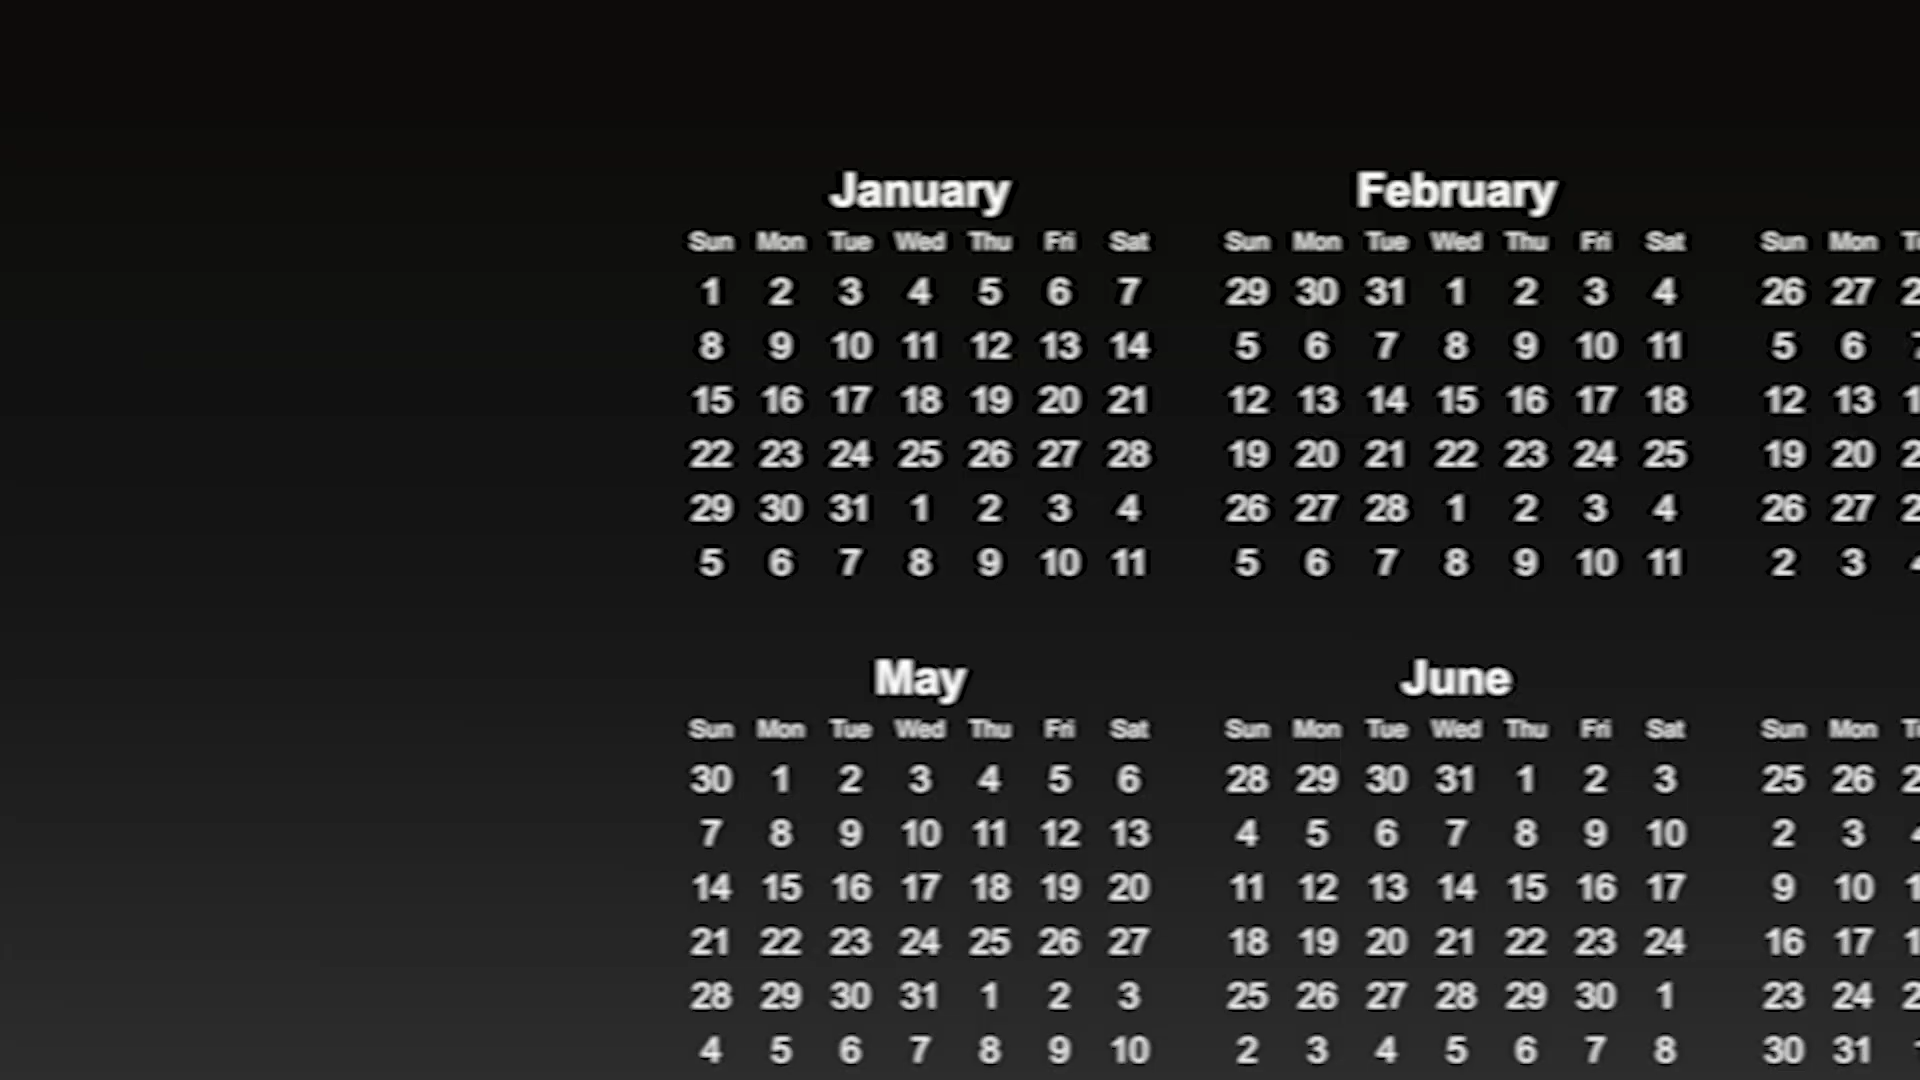 January February
Sun Mon Tue Wed Thu Fri Sat Sun Mon Tue Wed Thu Fri Sat Sun Mon
1 2 3 4 5 6 7 29 30 31 1 2 3 4 26 27
8 9 10 11 12 13 14 5 6 7 8 9 10 11 5 6
15 16 17 18 19 20 21 12 13 14 15 16 17 18 12 13
22 23 24 25 26 27 28 19 20 21 22 23 24 25 19 20
29 30 31 1 2 3 4 26 27 28 1 2 3 4 26 27
5 6 7 8 9 10 11 5 6 7 8 9 10 11 2 3
May June
Sun Mon Tue Wed Thu Fri Sat Sun Mon Tue Wed Thu Fri Sat Sun Mon
30 1 2 3 4 5 6 28 29 30 31 1 2 3 25 26
7 8 9 10 11 12 13 4 5 6 7 8 9 10 2 3
14 15 16 17 18 19 20 11 12 13 14 15 16 17 9 10
21 22 23 24 25 26 27 18 19 20 21 22 23 24 16 17
28 29 30 31 1 2 3 25 26 27 28 29 30 1 23 24
4 5 6 7 8 9 10 2 3 4 5 6 7 8 30 31